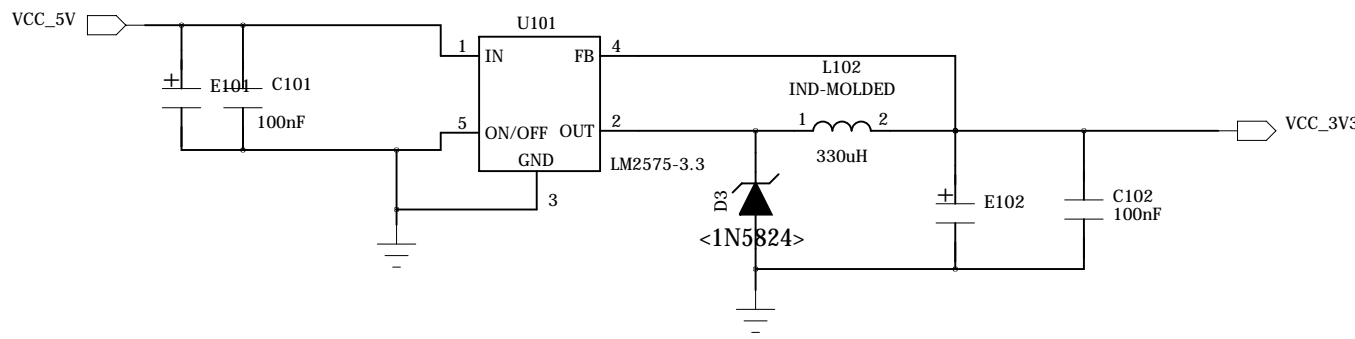 VCC_5V
U101
1
IN
FB
4
E101
C101
100nF
5
ON/OFF
OUT
2
GND
LM2575-3.3
3
L102
IND-MOLDED
1
2
330uH
VCC_3V3
D3
<1N5824>
E102
C102
100nF